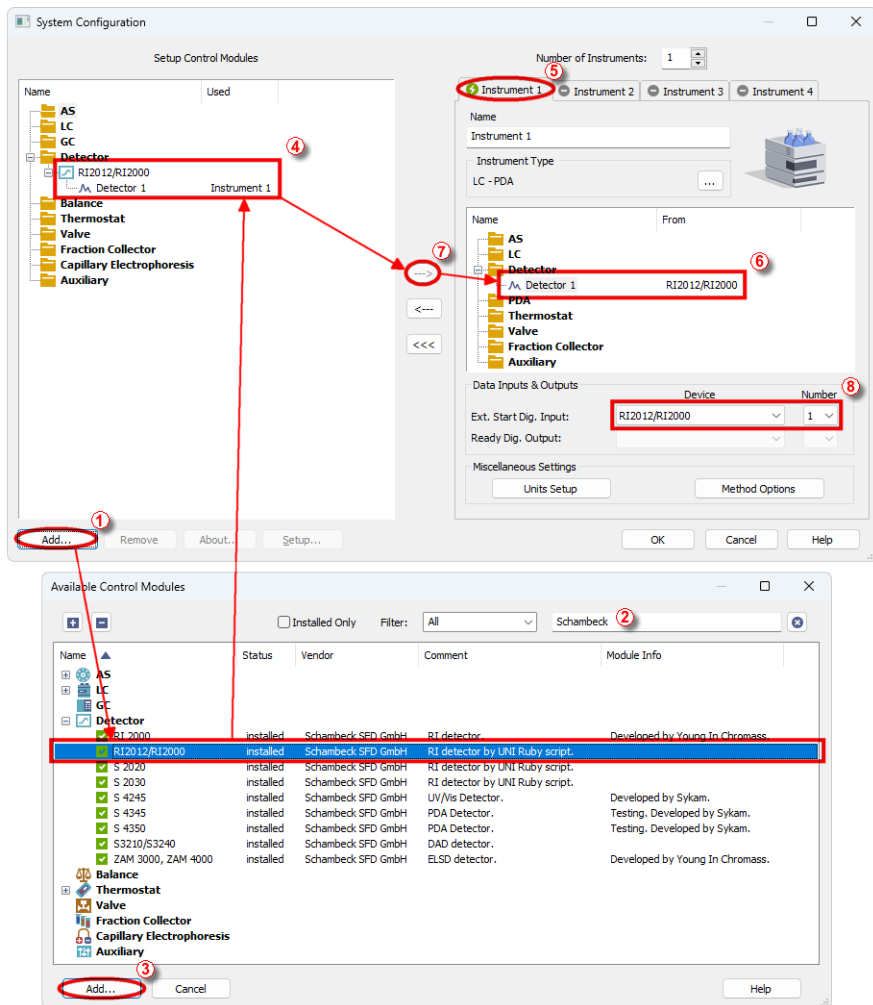 System Configuration
Setup Control Modules
Number of Instruments: 1
5
Name Used
AS
LC
GC
Detector
RI2012/RI2000
Detector 1 Instrument 1
Balance
Thermostat
Valve
Fraction Collector
Capillary Electrophoresis
Auxiliary
4
7
--->
<---
<<<
Instrument 1 Instrument 2 Instrument 3 Instrument 4
Name
Instrument 1
Instrument Type
LC - PDA ...
Name From
AS
LC
Detector
Detector 1 RI2012/RI2000
PDA
Thermostat
Valve
Fraction Collector
Auxiliary
6
Data Inputs & Outputs
Device Number
8
Ext. Start Dig. Input: RI2012/RI2000 1
Ready Dig. Output:
Miscellaneous Settings
Units Setup Method Options
1
Add... Remove About... Setup...
OK Cancel Help
Available Control Modules
Installed Only Filter: All Schambeck 2
Name Status Vendor Comment Module Info
AS
LC
GC
Detector
RI 2000 installed Schambeck SFD GmbH RI detector. Developed by Young In Chromass.
RI2012/RI2000 installed Schambeck SFD GmbH RI detector by UNI Ruby script.
S 2020 installed Schambeck SFD GmbH RI detector by UNI Ruby script.
S 2030 installed Schambeck SFD GmbH RI detector by UNI Ruby script.
S 4245 installed Schambeck SFD GmbH UV/Vis Detector. Developed by Sykam.
S 4345 installed Schambeck SFD GmbH PDA Detector. Testing. Developed by Sykam.
S 4350 installed Schambeck SFD GmbH PDA Detector. Testing. Developed by Sykam.
S3210/S3240 installed Schambeck SFD GmbH DAD detector.
ZAM 3000, ZAM 4000 installed Schambeck SFD GmbH ELSD detector. Developed by Young In Chromass.
Balance
Thermostat
Valve
Fraction Collector
Capillary Electrophoresis
Auxiliary
3
Add... Cancel Help